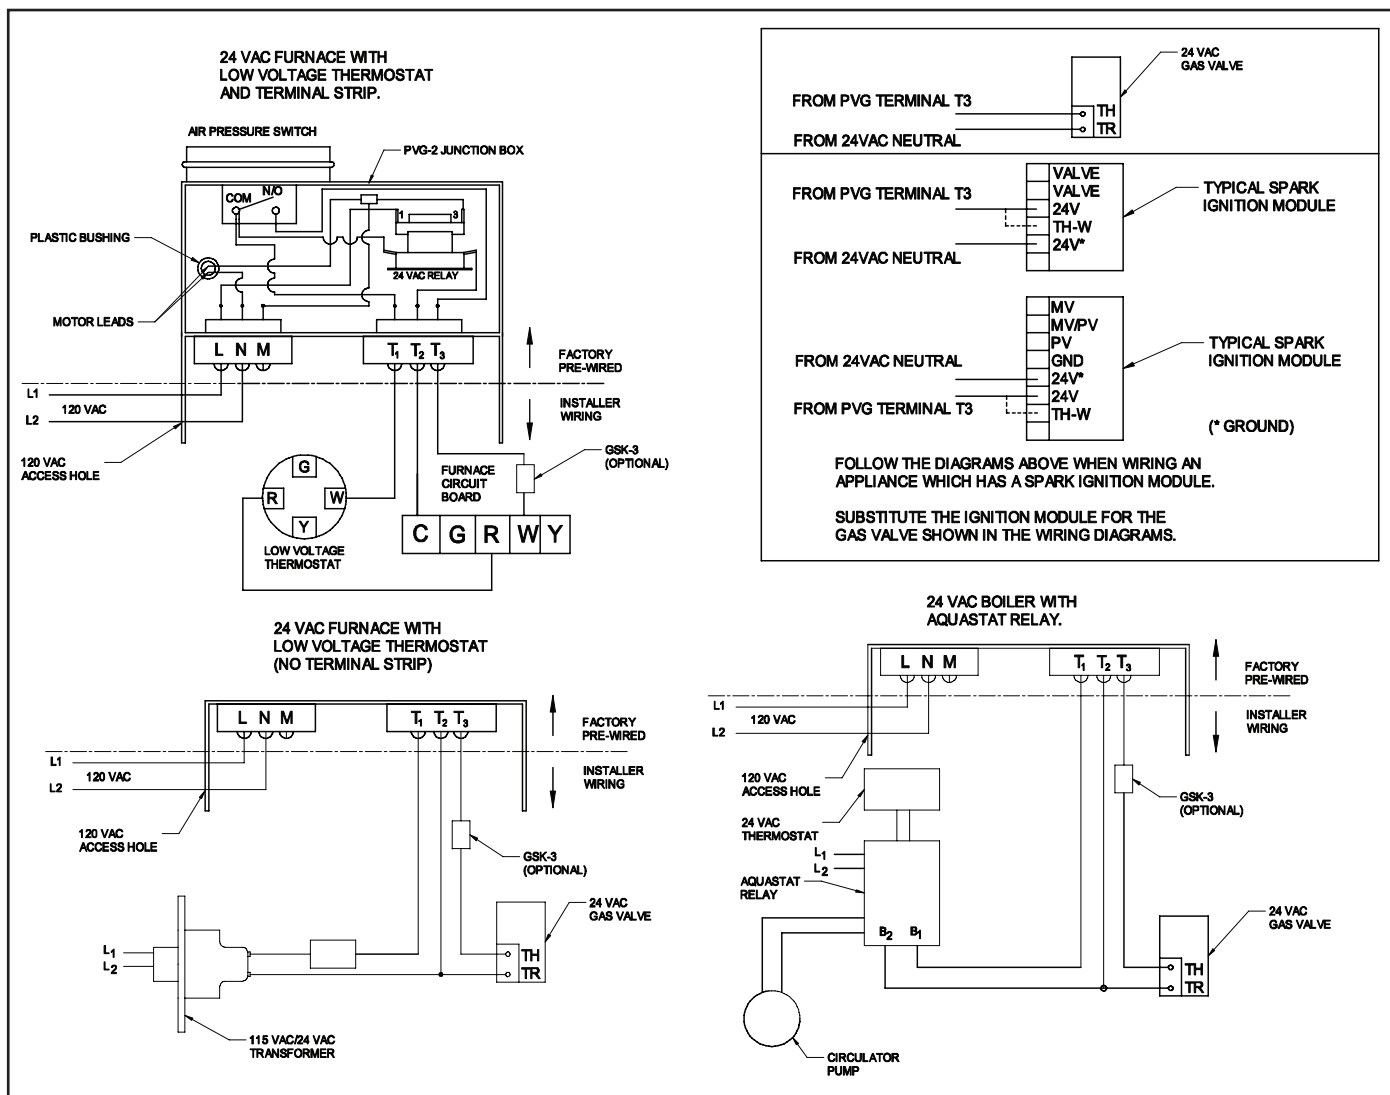 24 VAC FURNACE WITH
LOW VOLTAGE THERMOSTAT
AND TERMINAL STRIP.
AIR PRESSURE SWITCH
PVG-2 JUNCTION BOX
COM
N/O
1
3
PLASTIC BUSHING
24 VAC RELAY
MOTOR LEADS
L N M
T1 T2 T3
FACTORY
PRE-WIRED
L1
120 VAC
L2
INSTALLER
WIRING
120 VAC
ACCESS HOLE
GSK-3
(OPTIONAL)
FURNACE
CIRCUIT
BOARD
G
R
W
Y
LOW VOLTAGE
THERMOSTAT
C G R W Y
24 VAC
GAS VALVE
FROM PVG TERMINAL T3
TH
TR
FROM 24VAC NEUTRAL
FROM PVG TERMINAL T3
FROM 24VAC NEUTRAL
VALVE
VALVE
24V
TH-W
24V*
TYPICAL SPARK
IGNITION MODULE
FROM 24VAC NEUTRAL
FROM PVG TERMINAL T3
MV
MV/PV
PV
GND
24V*
24V
TH-W
TYPICAL SPARK
IGNITION MODULE
(* GROUND)
FOLLOW THE DIAGRAMS ABOVE WHEN WIRING AN
APPLIANCE WHICH HAS A SPARK IGNITION MODULE.
SUBSTITUTE THE IGNITION MODULE FOR THE
GAS VALVE SHOWN IN THE WIRING DIAGRAMS.
24 VAC FURNACE WITH
LOW VOLTAGE THERMOSTAT
(NO TERMINAL STRIP)
L N M
T1 T2 T3
FACTORY
PRE-WIRED
L1
120 VAC
L2
INSTALLER
WIRING
120 VAC
ACCESS HOLE
GSK-3
(OPTIONAL)
24 VAC
GAS VALVE
L1
L2
TH
TR
115 VAC/24 VAC
TRANSFORMER
24 VAC BOILER WITH
AQUASTAT RELAY.
L N M
T1 T2 T3
FACTORY
PRE-WIRED
L1
120 VAC
L2
INSTALLER
WIRING
120 VAC
ACCESS HOLE
GSK-3
(OPTIONAL)
24 VAC
THERMOSTAT
L1
L2
AQUASTAT
RELAY
B2 B1
24 VAC
GAS VALVE
TH
TR
CIRCULATOR
PUMP